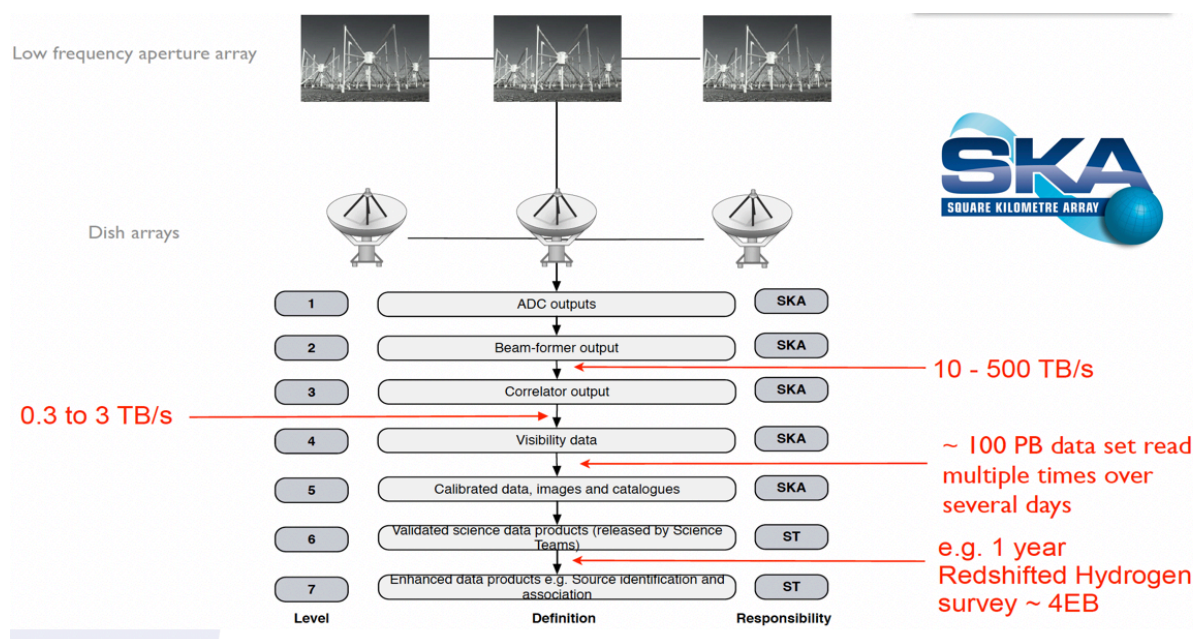 Low frequency aperture array
SKA
SQUARE KILOMETRE ARRAY
Dish arrays
1
ADC outputs
SKA
2
Beam-former output
SKA
10 - 500 TB/s
3
Correlator output
SKA
0.3 to 3 TB/s
4
Visibility data
SKA
~ 100 PB data set read
multiple times over
several days
5
Calibrated data, images and catalogues
SKA
6
Validated science data products (released by Science
Teams)
ST
e.g. 1 year
Redshifted Hydrogen
survey ~ 4EB
7
Enhanced data products e.g. Source identification and
association
ST
Level
Definition
Responsibility